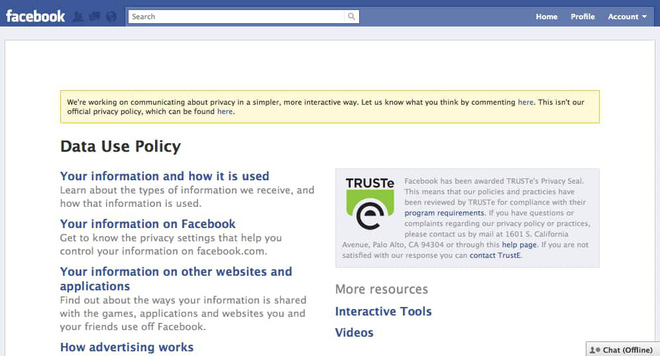 facebook
Search
Home Profile Account
We're working on communicating about privacy in a simpler, more interactive way. Let us know what you think by commenting here. This isn't our
official privacy policy, which can be found here.
Data Use Policy
Your information and how it is used
Learn about the types of information we receive, and
how that information is used.
Your information on Facebook
Get to know the privacy settings that help you
control your information on facebook.com.
Your information on other websites and
applications
Find out about the ways your information is shared
with the games, applications and websites you and
your friends use off Facebook.
How advertising works
TRUSTe
Facebook has been awarded TRUSTe's Privacy Seal.
This means that our policies and practices have
been reviewed by TRUSTe for compliance with their
program requirements. If you have questions or
complaints regarding our privacy policy or practices,
please contact us by mail at 1601 S. California
Avenue, Palo Alto, CA 94304 or through this help page. If you are not
satisfied with our response you can contact TrustE.
More resources
Interactive Tools
Videos
Chat (Offline)